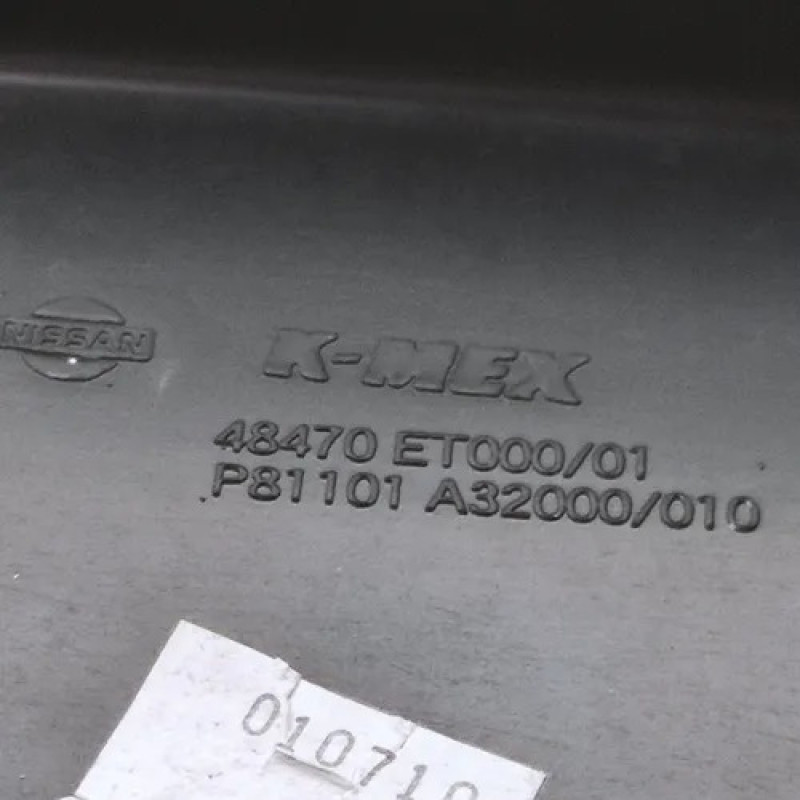 NISSAN
K-MEX
48470 ET000/01
P81101 A32000/010
010710